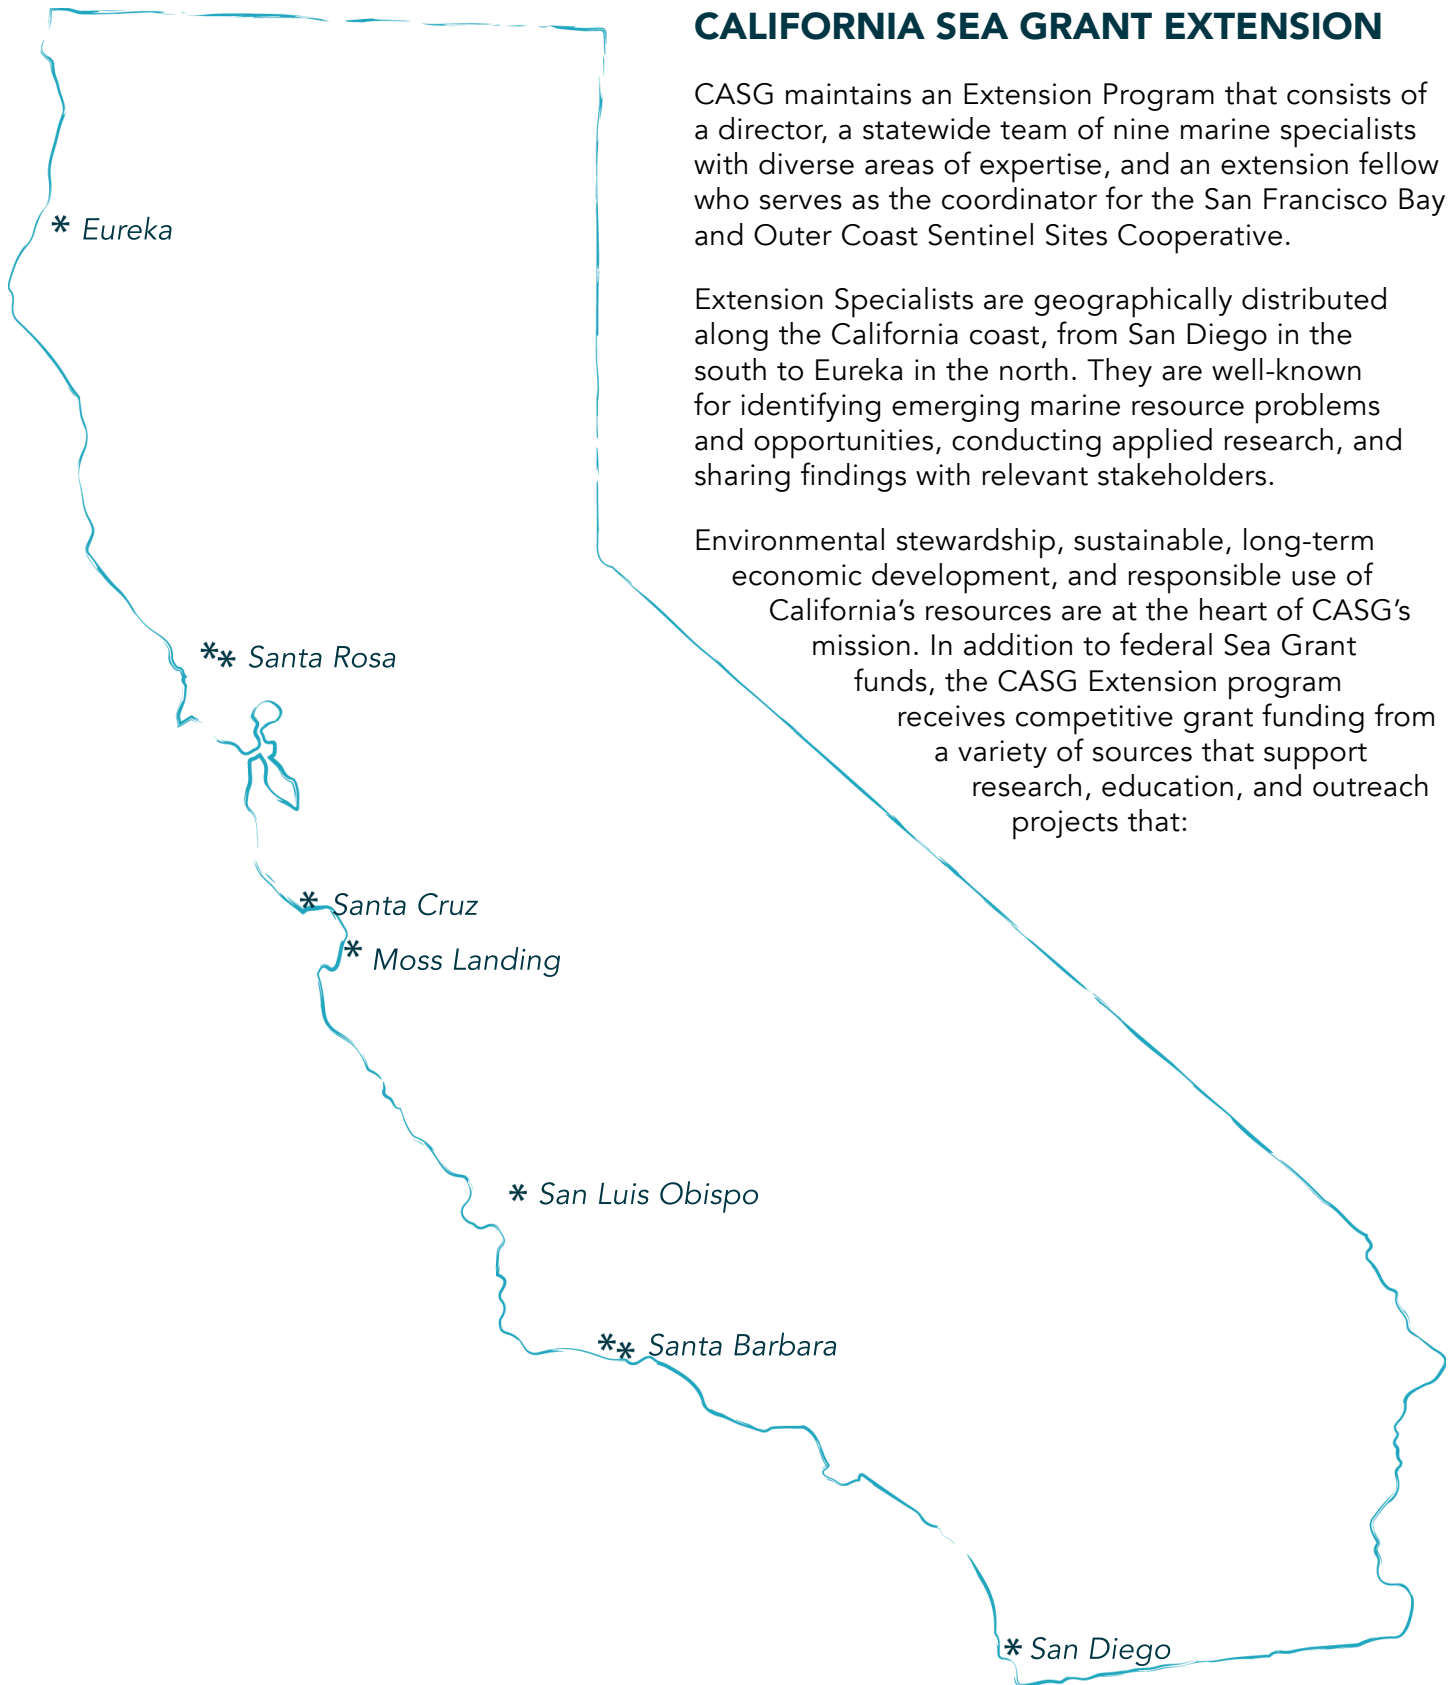 CALIFORNIA SEA GRANT EXTENSION
CASG maintains an Extension Program that consists of
a director, a statewide team of nine marine specialists
with diverse areas of expertise, and an extension fellow
who serves as the coordinator for the San Francisco Bay
and Outer Coast Sentinel Sites Cooperative.
Extension Specialists are geographically distributed
along the California coast, from San Diego in the
south to Eureka in the north. They are well-known
for identifying emerging marine resource problems
and opportunities, conducting applied research, and
sharing findings with relevant stakeholders.
Environmental stewardship, sustainable, long-term
economic development, and responsible use of
California’s resources are at the heart of CASG’s
mission. In addition to federal Sea Grant
funds, the CASG Extension program
receives competitive grant funding from
a variety of sources that support
research, education, and outreach
projects that:
* Eureka
** Santa Rosa
* Santa Cruz
* Moss Landing
* San Luis Obispo
** Santa Barbara
* San Diego